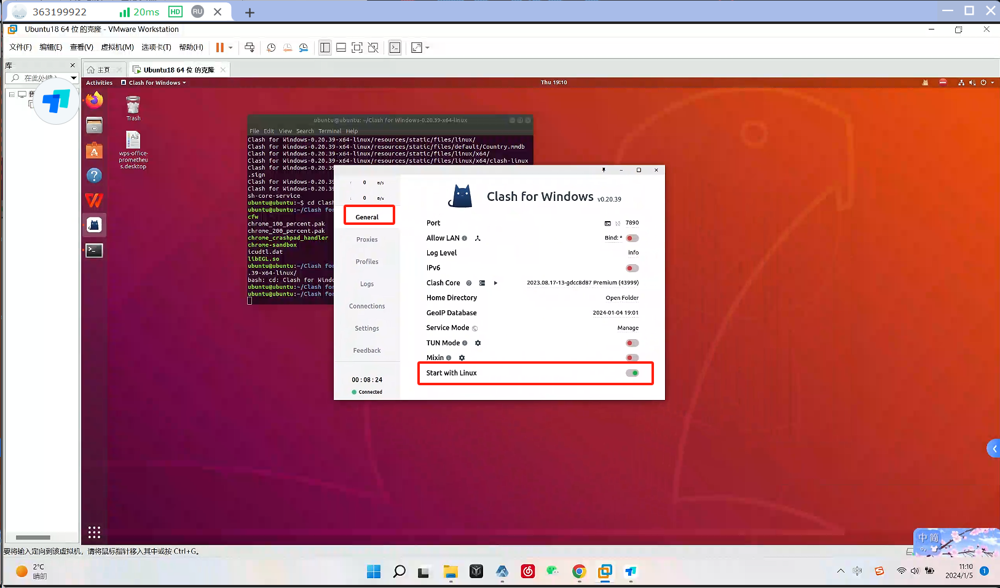 363199922
20ms
HD
RU
Ubuntu18 64 位 的克隆 - VMware Workstation
文件(F) 编辑(E) 查看(V) 虚拟机(M) 选项卡(T) 帮助(H)
库
在此处键
主页
Ubuntu18 64 位 的克隆
我
Activities
Clash for Windows
Thu 19:10
Trash
wps-office-
prometheu
s.desktop
ubuntu@ubuntu: ~/Clash for Windows-0.20.39-x64-linux
File Edit View Search Terminal Help
Clash for Windows-0.20.39-x64-linux/resources/static/files/linux/
Clash for Windows-0.20.39-x64-linux/resources/static/files/default/Country.mmdb
Clash for Windows-0.20.39-x64-linux/resources/static/files/linux/x64/
Clash for Windows-0.20.39-x64-linux/resources/static/files/linux/x64/clash-linux
Clash for Windows-0.20.39
.sign
Clash for Windows-0.20.39
Clash for Windows-0.20.39
sh-core-service
ubuntu@ubuntu:~$ cd Clash
ubuntu@ubuntu:~/Clash for
cfw
chrome_100_percent.pak
chrome_200_percent.pak
chrome_crashpad_handler
chrome-sandbox
icudtl.dat
libEGL.so
ubuntu@ubuntu:~/Clash for
.39-x64-linux/
bash: cd: Clash for Windo
ubuntu@ubuntu:~/Clash for
ubuntu@ubuntu:~/Clash for
↑ 0 B/s
↓ 0 B/s
General
Proxies
Profiles
Logs
Connections
Settings
Feedback
00 : 08 : 24
Connected
Clash for Windows v0.20.39
Port 7890
Allow LAN Bind: *
Log Level info
IPv6
Clash Core 2023.08.17-13-gdcc8d87 Premium (43999)
Home Directory Open Folder
GeoIP Database 2024-01-04 19:01
Service Mode Manage
TUN Mode
Mixin
Start with Linux
要将输入定向到该虚拟机，请将鼠标指针移入其中或按 Ctrl+G。
中 简
2°C
晴朗
中
11:10
2024/1/5
1